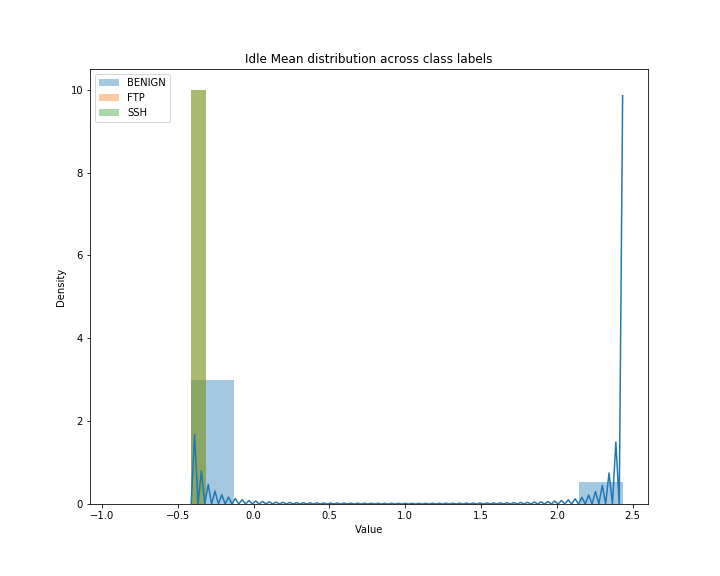 Idle Mean distribution across class labels
BENIGN
FTP
SSH
10
8
6
4
2
0
Density
−1.0 −0.5 0.0 0.5 1.0 1.5 2.0 2.5
Value